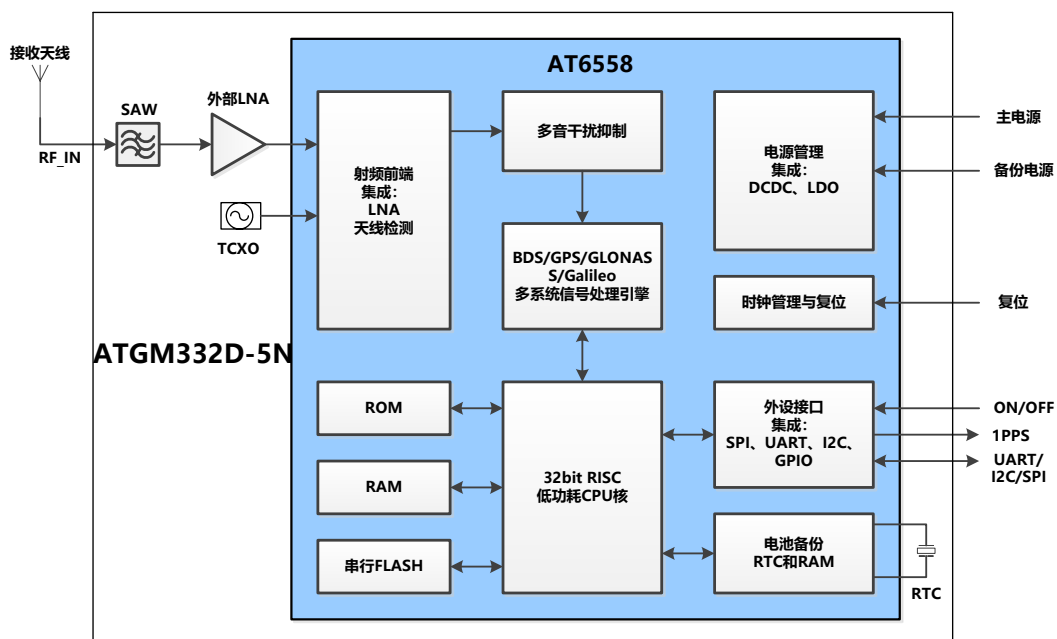 AT6558
接收天线
SAW
外部LNA
RF_IN
TCXO
射频前端
集成：
LNA
天线检测
多音干扰抑制
BDS/GPS/GLONAS
S/Galileo
多系统信号处理引擎
电源管理
集成：
DCDC、LDO
主电源
备份电源
时钟管理与复位
复位
ATGM332D-5N
ROM
RAM
串行FLASH
32bit RISC
低功耗CPU核
外设接口
集成：
SPI、UART、I2C、
GPIO
ON/OFF
1PPS
UART/
I2C/SPI
电池备份
RTC和RAM
RTC